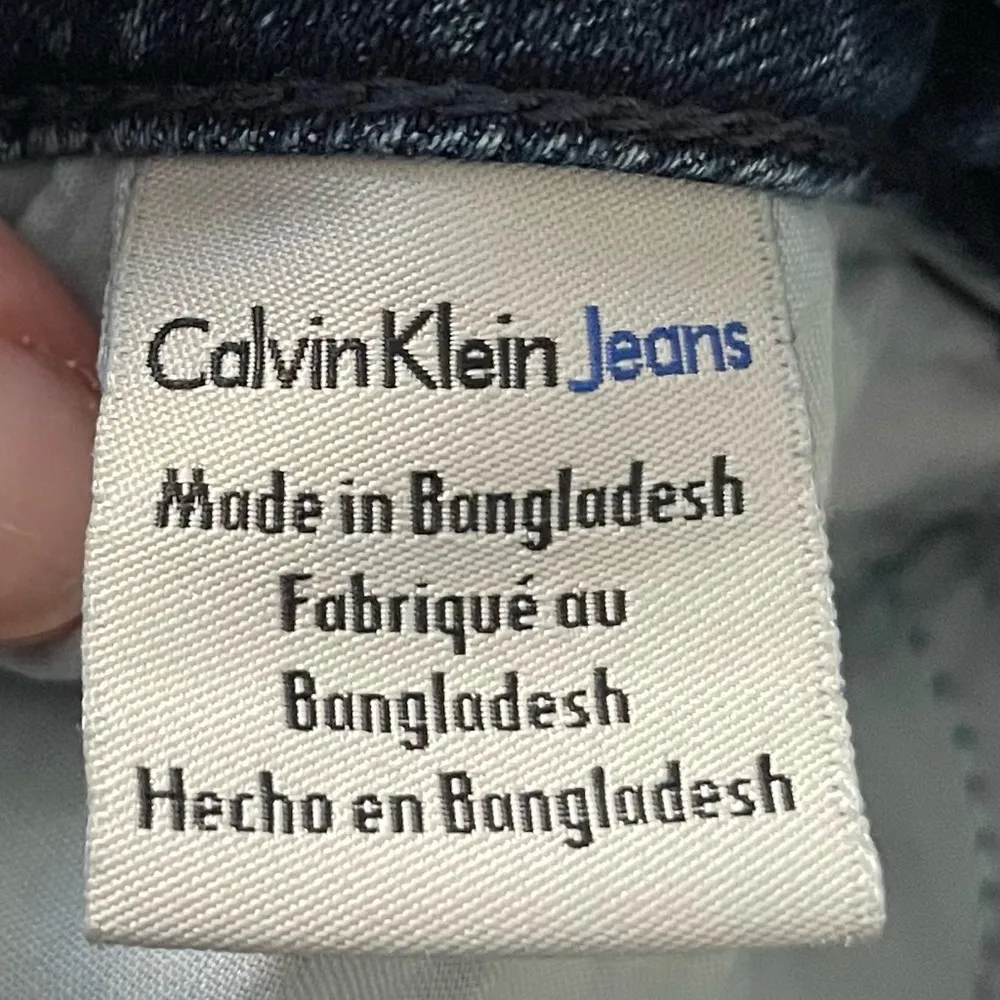 Calvin Klein Jeans
Made in Bangladesh
Fabriqué au
Bangladesh
Hecho en Bangladesh